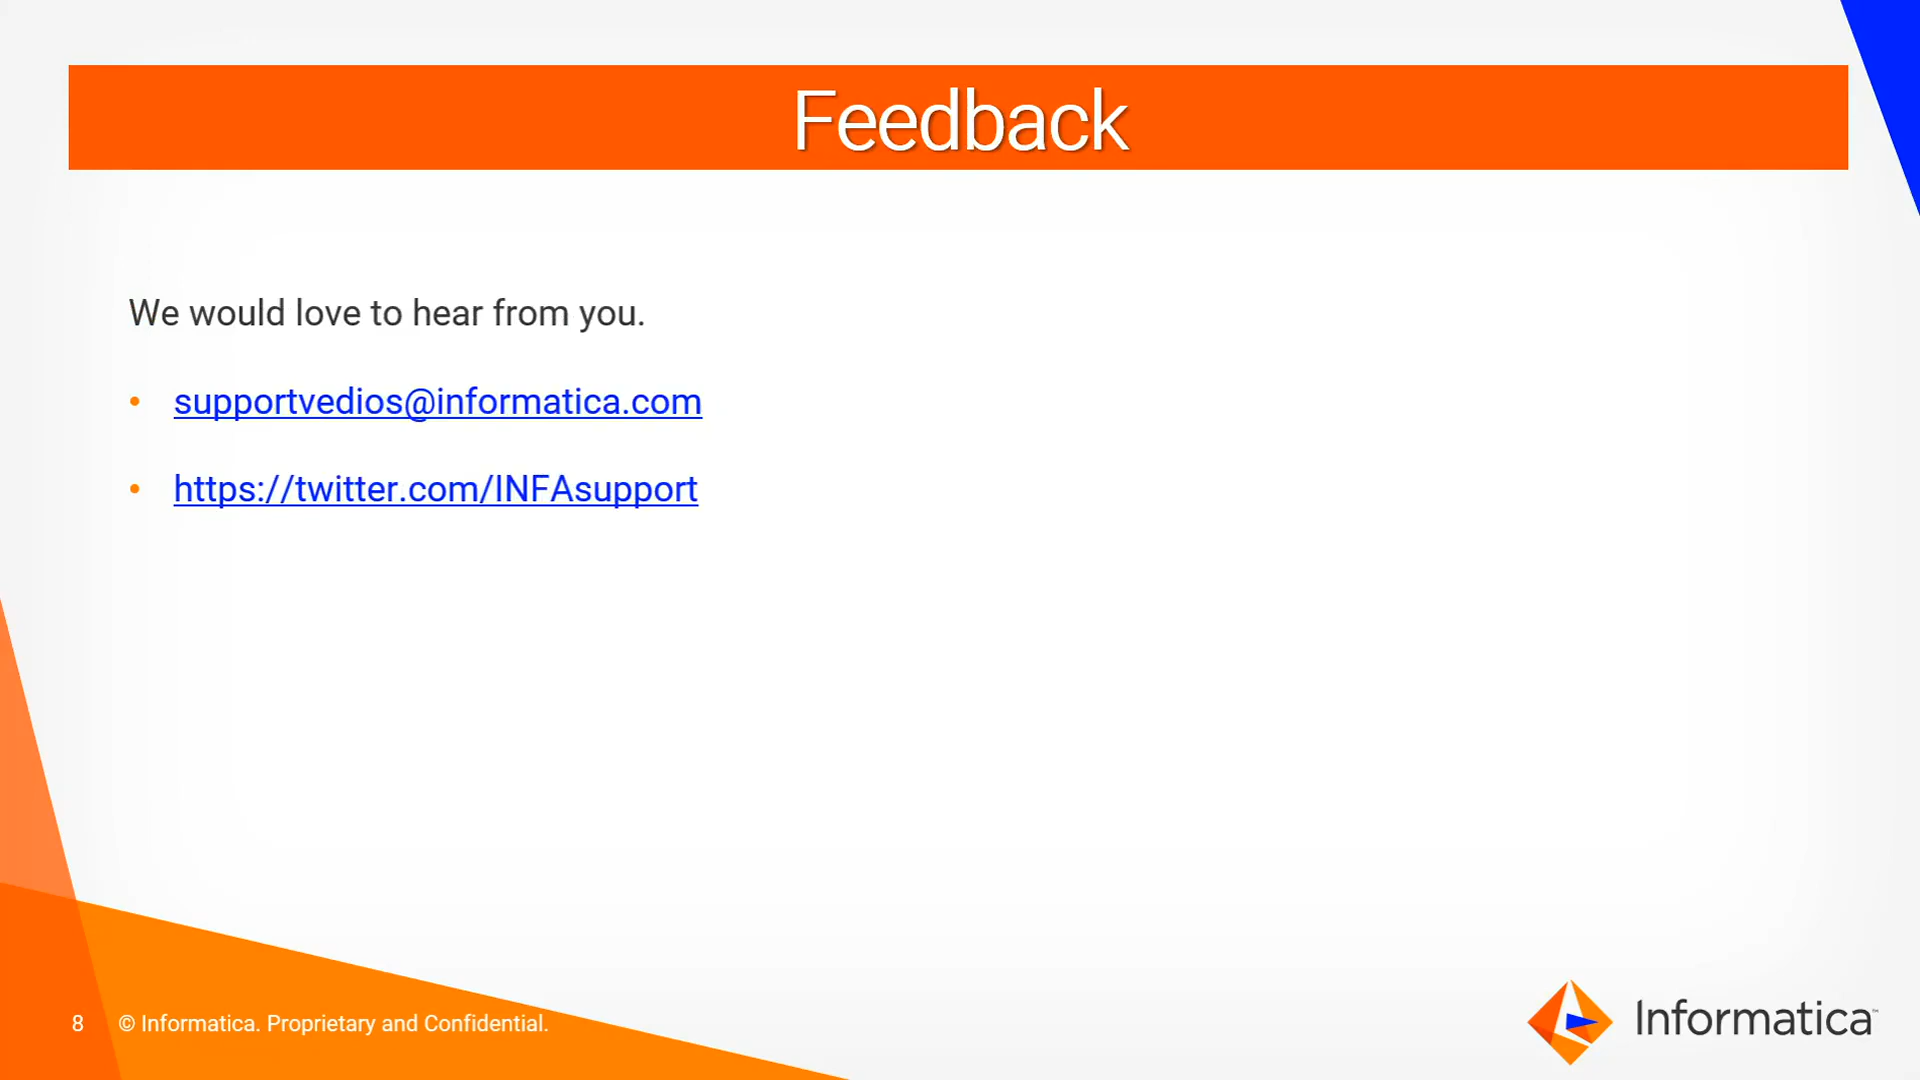 Feedback
We would love to hear from you.
• supportvedios@informatica.com
• https://twitter.com/INFAsupport
8 © Informatica. Proprietary and Confidential.
Informatica™